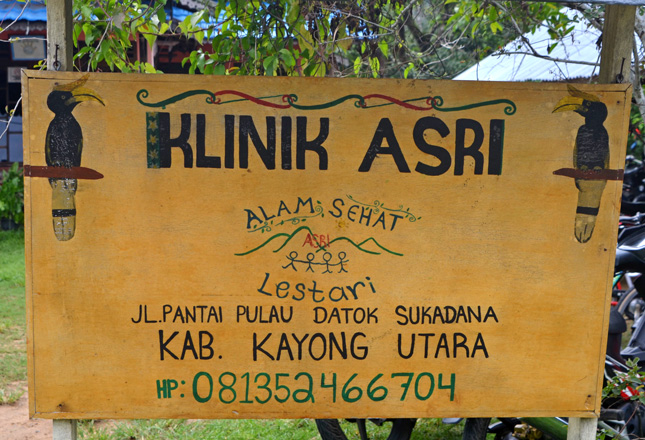 KLINIK ASRI
ALAM SEHAT
ASRI
Lestari
JL.PANTAI PULAU DATOK SUKADANA
KAB. KAYONG UTARA
HP: 081352466704